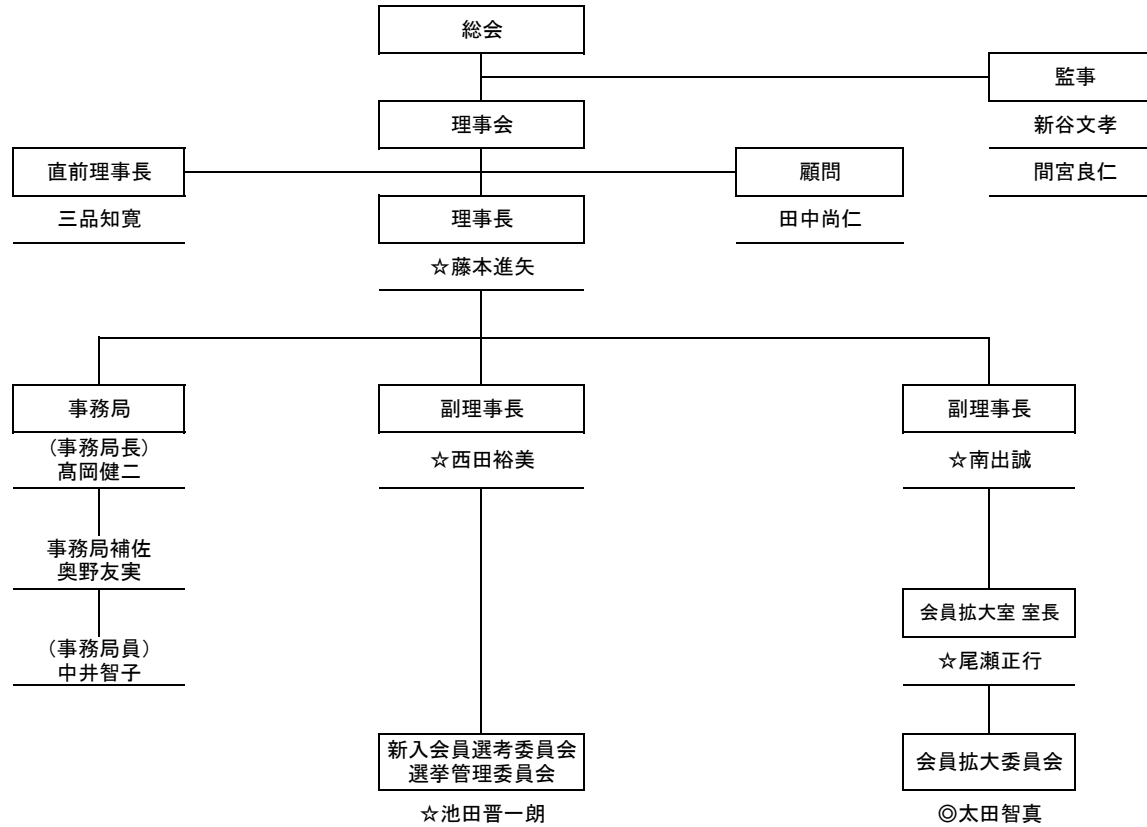 総会
監事
理事会
新谷文孝
直前理事長
顧問
間宮良仁
三品知寛
理事長
田中尚仁
☆藤本進矢
事務局
副理事長
副理事長
（事務局長）
髙岡健二
☆西田裕美
☆南出誠
事務局補佐
奥野友実
会員拡大室 室長
（事務局員）
中井智子
☆尾瀬正行
新入会員選考委員会
選挙管理委員会
会員拡大委員会
☆池田晋一朗
◎太田智真